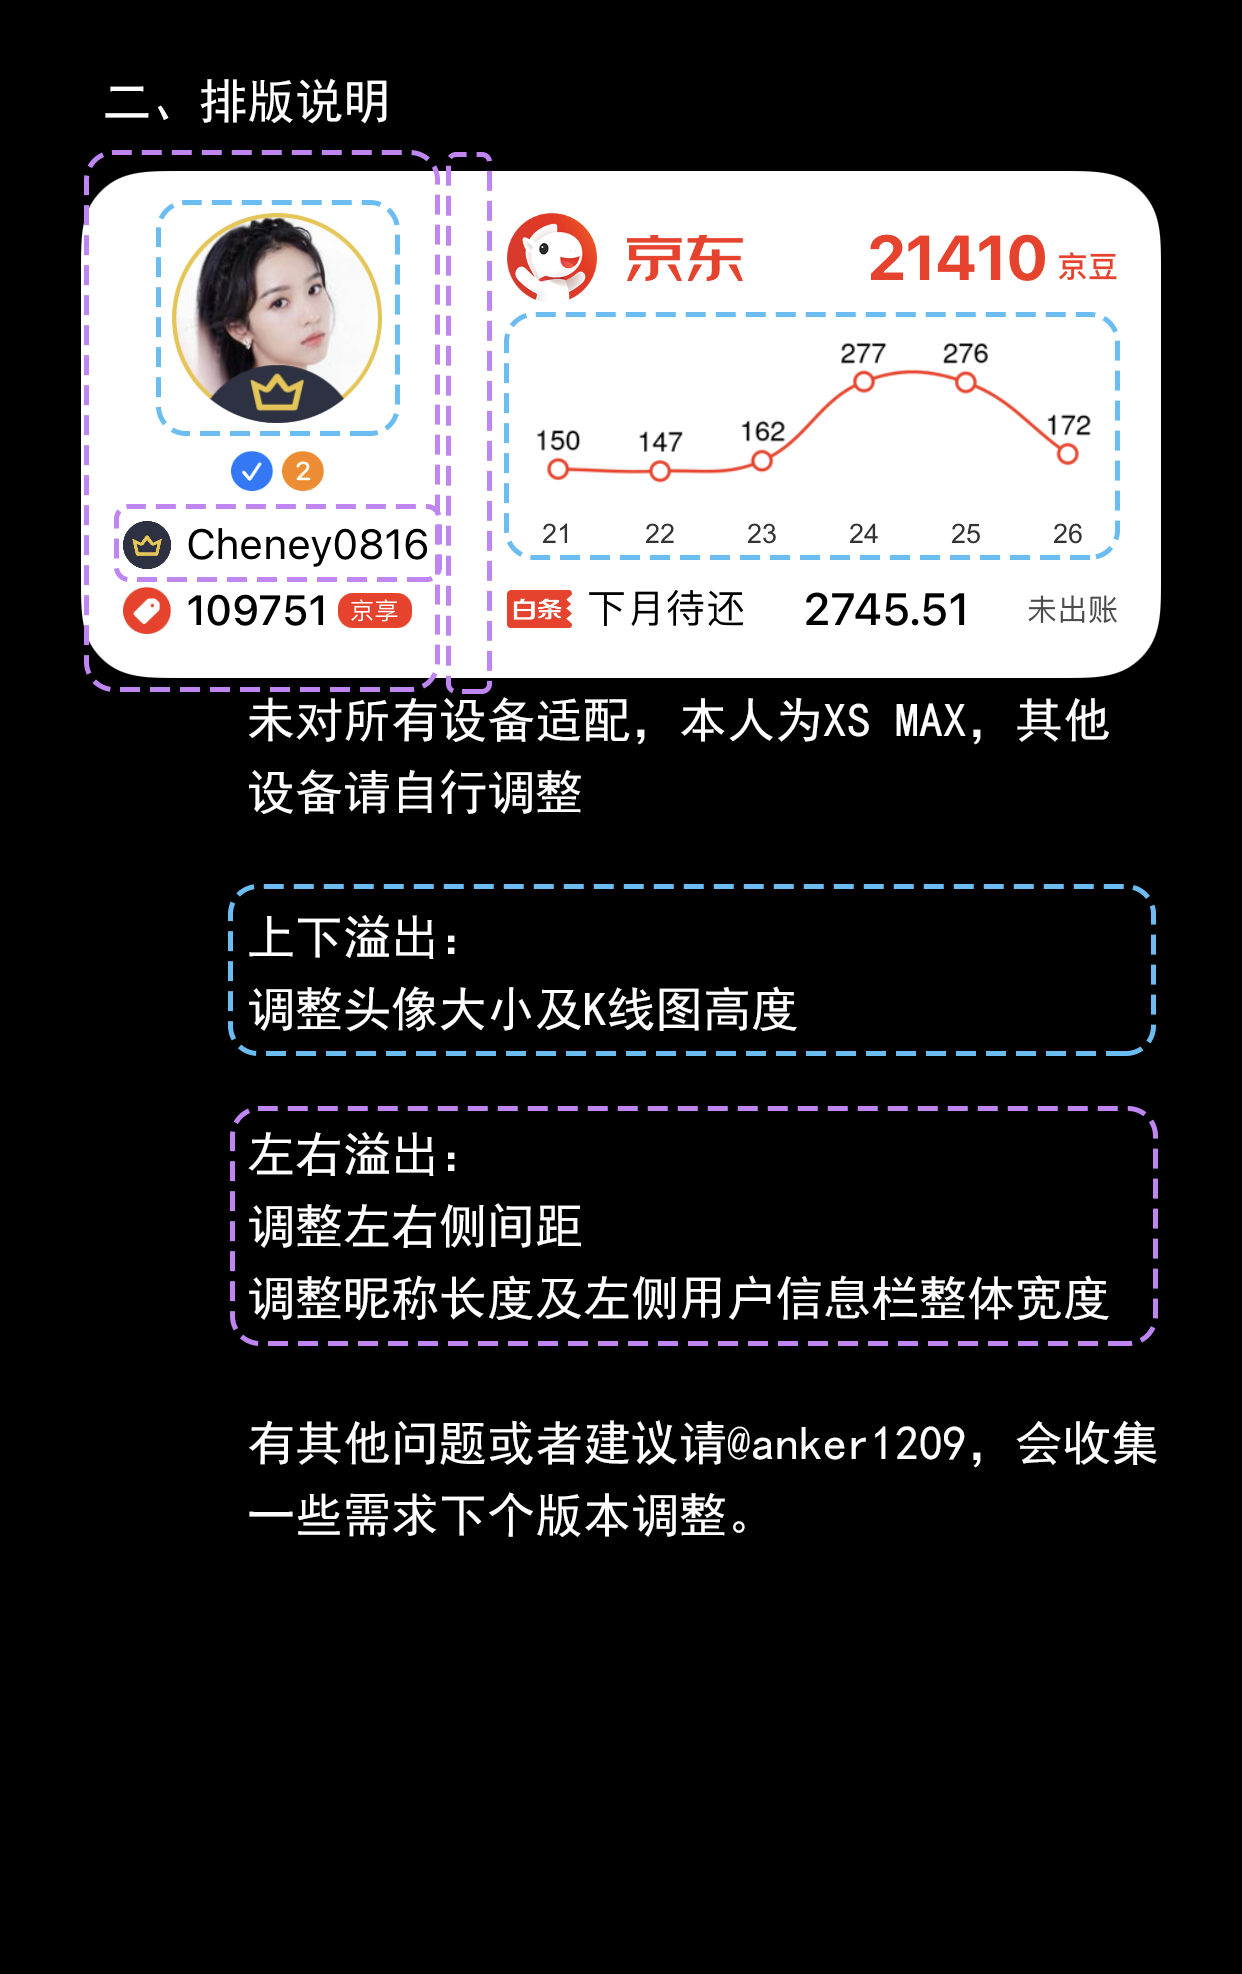 二、排版说明
京东
21410 京豆
277 276
150 147 162 172
21 22 23 24 25 26
2
Cheney0816
109751 京享
白条 下月待还 2745.51 未出账
未对所有设备适配，本人为XS MAX，其他
设备请自行调整
上下溢出：
调整头像大小及K线图高度
左右溢出：
调整左右侧间距
调整昵称长度及左侧用户信息栏整体宽度
有其他问题或者建议请@anker1209，会收集
一些需求下个版本调整。